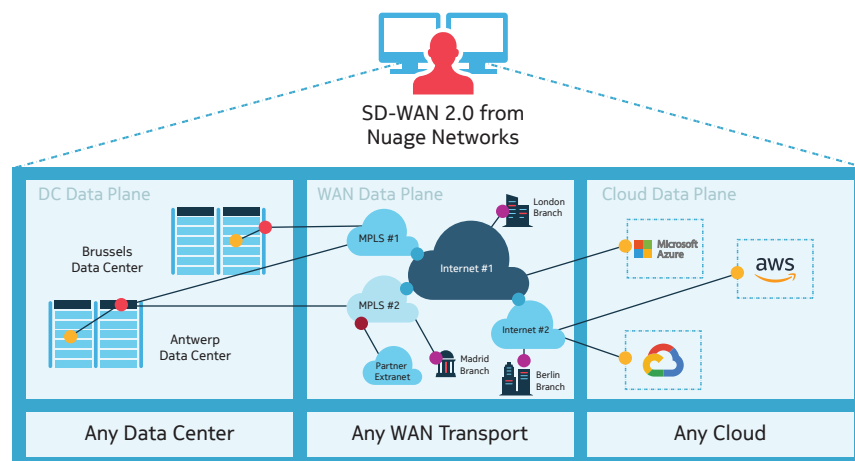 SD-WAN 2.0 from
Nuage Networks
DC Data Plane
Brussels
Data Center
Antwerp
Data Center
WAN Data Plane
London
Branch
MPLS #1
Internet #1
MPLS #2
Internet #2
Partner
Extranet
Madrid
Branch
Berlin
Branch
Cloud Data Plane
Microsoft
Azure
aws
Any Data Center
Any WAN Transport
Any Cloud